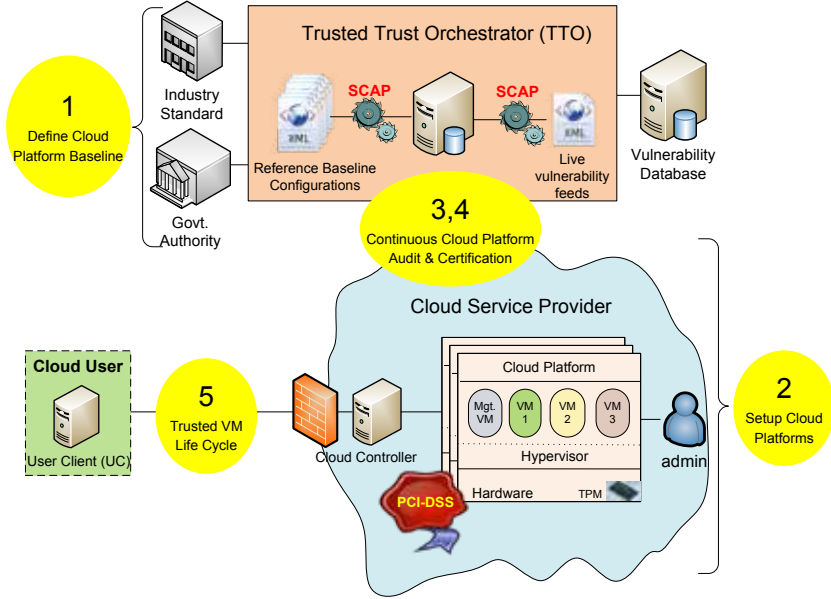 Trusted Trust Orchestrator (TTO)
1
Define Cloud
Platform Baseline
Industry
Standard
Govt.
Authority
SCAP
SCAP
XML
Reference Baseline
Configurations
XML
Live
vulnerability
feeds
Vulnerability
Database
3,4
Continuous Cloud Platform
Audit & Certification
Cloud Service Provider
Cloud User
User Client (UC)
5
Trusted VM
Life Cycle
Cloud Controller
Cloud Platform
Mgt.
VM
VM
1
VM
2
VM
3
Hypervisor
Hardware
TPM
PCI-DSS
admin
2
Setup Cloud
Platforms